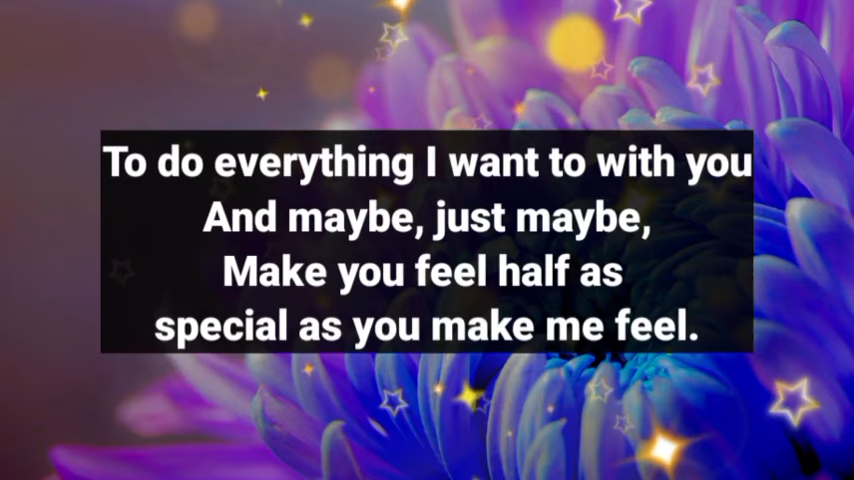 To do everything I want to with you
And maybe, just maybe,
Make you feel half as
special as you make me feel.